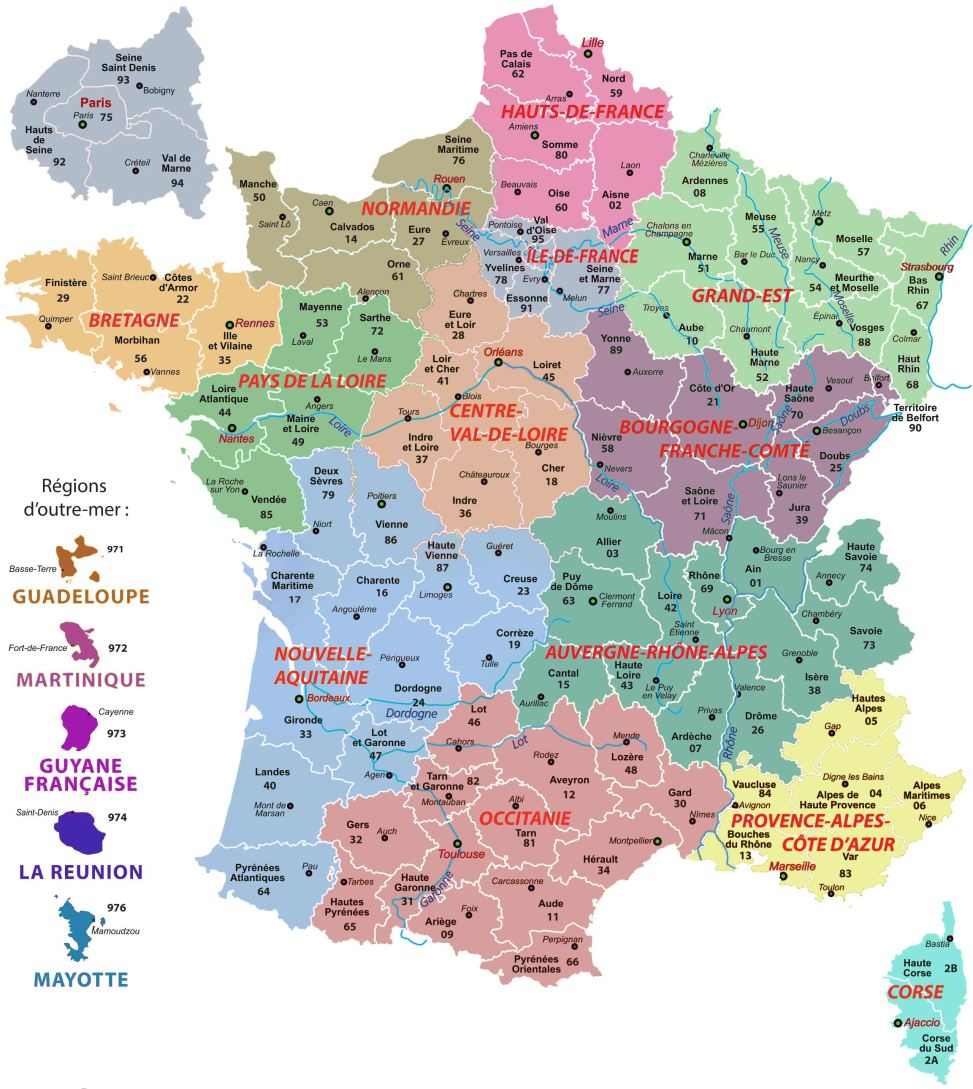 Seine
Saint Denis
93
Bobigny
Nanterre
Paris
Paris 75
Hauts
de
Seine
92
Créteil
Val de
Marne
94
Pas de
Calais
62
Lille
Nord
59
Arras
HAUTS-DE-FRANCE
Amiens
Somme
80
Laon
Beauvais
Oise
60
Aisne
02
Seine
Maritime
76
Rouen
Manche
50
Caen
Saint Lô
NORMANDIE
Calvados
14
Eure
27
Évreux
Seine
Orne
61
Alençon
Pontoise
Val
d'Oise
95
Marne
ÎLE-DE-FRANCE
Versailles
Yvelines
78
Seine
et Marne
77
Evry
Melun
Essonne
91
Seine
Charleville
Mézières
Ardennes
08
Chalons en
Champagne
Marne
51
Meuse
55
Meuse
Bar le Duc
Metz
Moselle
57
Nancy
54
Meurthe
et Moselle
Moselle
Rhin
Strasbourg
Bas
Rhin
67
GRAND-EST
Troyes
Aube
10
Chaumont
Haute
Marne
52
Épinal
Vosges
88
Colmar
Haut
Rhin
68
Finistère
29
Quimper
Saint Brieuc
Côtes
d'Armor
22
BRETAGNE
Rennes
Ille
et Vilaine
35
Morbihan
56
Vannes
Mayenne
53
Laval
Sarthe
72
Le Mans
PAYS DE LA LOIRE
Loire
Atlantique
44
Nantes
Angers
Maine
et Loire
49
Loire
La Roche
sur Yon
Vendée
85
Chartres
Eure
et Loir
28
Loir
et Cher
41
Orléans
Loiret
45
Blois
Tours
CENTRE-
VAL-DE-LOIRE
Indre
et Loire
37
Bourges
Cher
18
Châteauroux
Indre
36
Yonne
89
Auxerre
Côte d'Or
21
Haute
Saône
70
Vesoul
Belfort
Territoire
de Belfort
90
BOURGOGNE-
FRANCHE-COMTÉ
Dijon
Saône
Doubs
Besançon
Doubs
25
Nièvre
58
Nevers
Loire
Lons le
Saunier
Jura
39
Saône
et Loire
71
Saône
Mâcon
Deux
Sèvres
79
Poitiers
Niort
Vienne
86
La Rochelle
Charente
Maritime
17
Charente
16
Angoulême
Haute
Vienne
87
Limoges
Guéret
Creuse
23
Corrèze
19
Tulle
NOUVELLE-
AQUITAINE
Périgueux
Bordeaux
Dordogne
24
Dordogne
Gironde
33
Lot
et Garonne
47
Agen
Landes
40
Mont de
Marsan
Pyrénées
Atlantiques
64
Pau
Moulins
Allier
03
Puy
de Dôme
63
Clermont
Ferrand
Loire
42
Rhône
69
Lyon
Bourg en
Bresse
Ain
01
Haute
Savoie
74
Annecy
Chambéry
Savoie
73
Saint
Étienne
AUVERGNE-RHÔNE-ALPES
Grenoble
Isère
38
Cantal
15
Aurillac
Haute
Loire
43
Le Puy
en Velay
Valence
Privas
Ardèche
07
Drôme
26
Rhône
Lot
46
Cahors
Lot
Mende
Lozère
48
Rodez
Aveyron
12
Tarn
et Garonne
82
Montauban
Gard
30
Nîmes
Gers
32
Auch
OCCITANIE
Albi
Tarn
81
Toulouse
Montpellier
Hérault
34
Tarbes
Hautes
Pyrénées
65
Haute
Garonne
31
Garonne
Carcassonne
Aude
11
Foix
Ariège
09
Perpignan
Pyrénées
Orientales
66
Hautes
Alpes
05
Gap
Vaucluse
84
Avignon
Digne les Bains
Alpes de
Haute Provence
04
Alpes
Maritimes
06
Nice
PROVENCE-ALPES-
CÔTE D'AZUR
Bouches
du Rhône
13
Marseille
Var
83
Toulon
Bastia
Haute
Corse
2B
CORSE
Ajaccio
Corse
du Sud
2A
Régions
d'outre-mer :
971
Basse-Terre
GUADELOUPE
Fort-de-France
972
MARTINIQUE
Cayenne
973
GUYANE
FRANÇAISE
Saint-Denis
974
LA REUNION
976
Mamoudzou
MAYOTTE